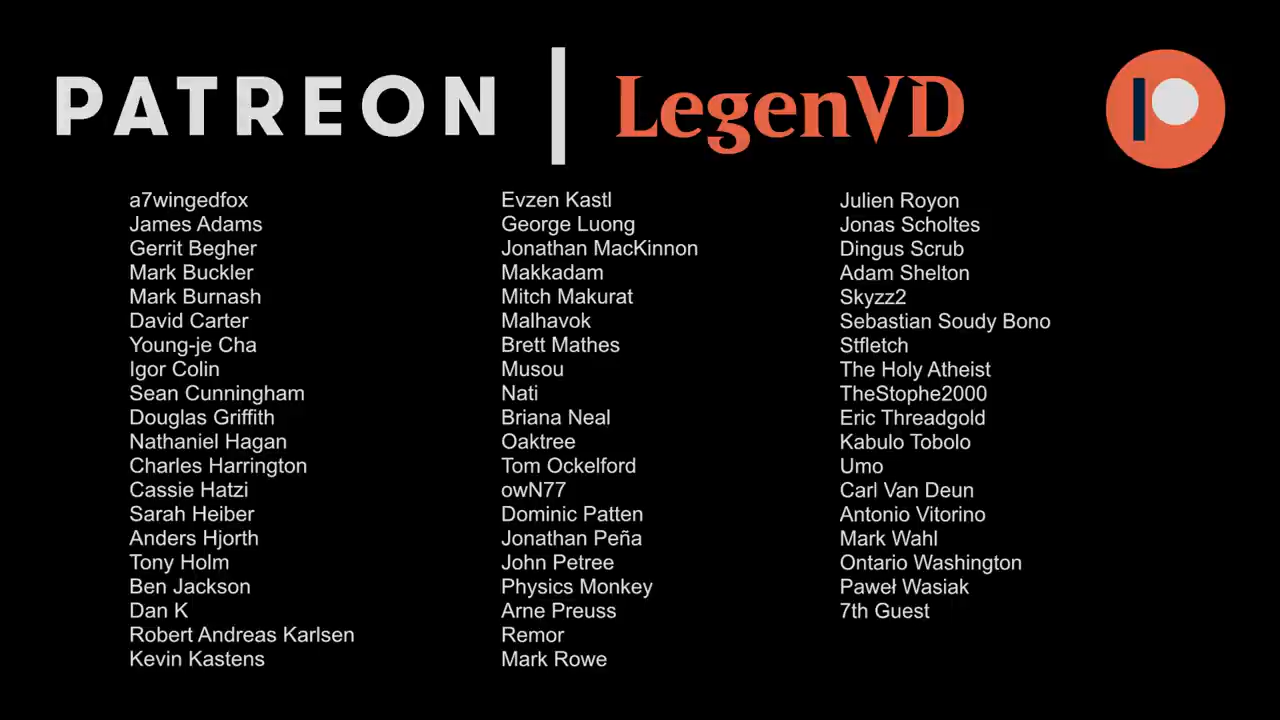 PATREON | LegenVD
a7wingedfox
James Adams
Gerrit Begher
Mark Buckler
Mark Burnash
David Carter
Young-je Cha
Igor Colin
Sean Cunningham
Douglas Griffith
Nathaniel Hagan
Charles Harrington
Cassie Hatzi
Sarah Heiber
Anders Hjorth
Tony Holm
Ben Jackson
Dan K
Robert Andreas Karlsen
Kevin Kastens
Evzen Kastl
George Luong
Jonathan MacKinnon
Makkadam
Mitch Makurat
Malhavok
Brett Mathes
Musou
Nati
Briana Neal
Oaktree
Tom Ockelford
owN77
Dominic Patten
Jonathan Peña
John Petree
Physics Monkey
Arne Preuss
Remor
Mark Rowe
Julien Royon
Jonas Scholtes
Dingus Scrub
Adam Shelton
Skyzz2
Sebastian Soudy Bono
Stfletch
The Holy Atheist
TheStophe2000
Eric Threadgold
Kabulo Tobolo
Umo
Carl Van Deun
Antonio Vitorino
Mark Wahl
Ontario Washington
Paweł Wasiak
7th Guest